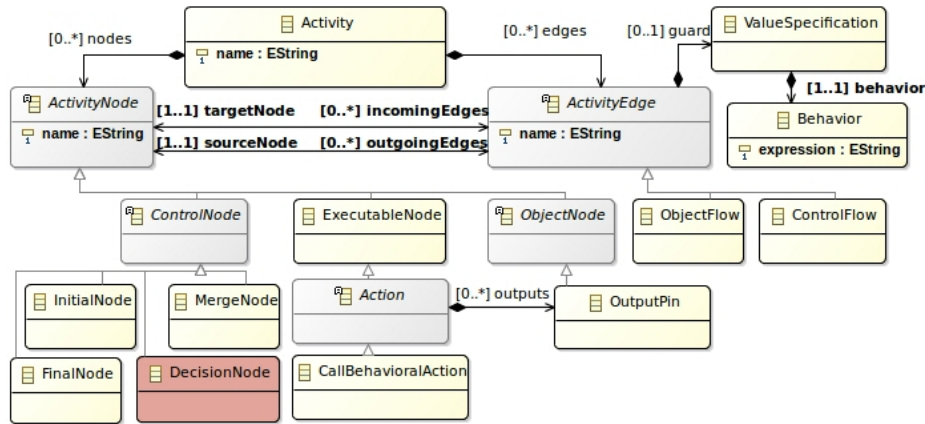 Activity
name : EString
[0..*] nodes
[0..*] edges
[0..1] guard
ValueSpecification
[1..1] behavior
Behavior
expression : EString
ActivityNode
name : EString
[1..1] targetNode [0..*] incomingEdges
[1..1] sourceNode [0..*] outgoingEdges
ActivityEdge
name : EString
ControlNode
ExecutableNode
ObjectNode
ObjectFlow
ControlFlow
InitialNode
MergeNode
Action
[0..*] outputs
OutputPin
FinalNode
DecisionNode
CallBehavioralAction